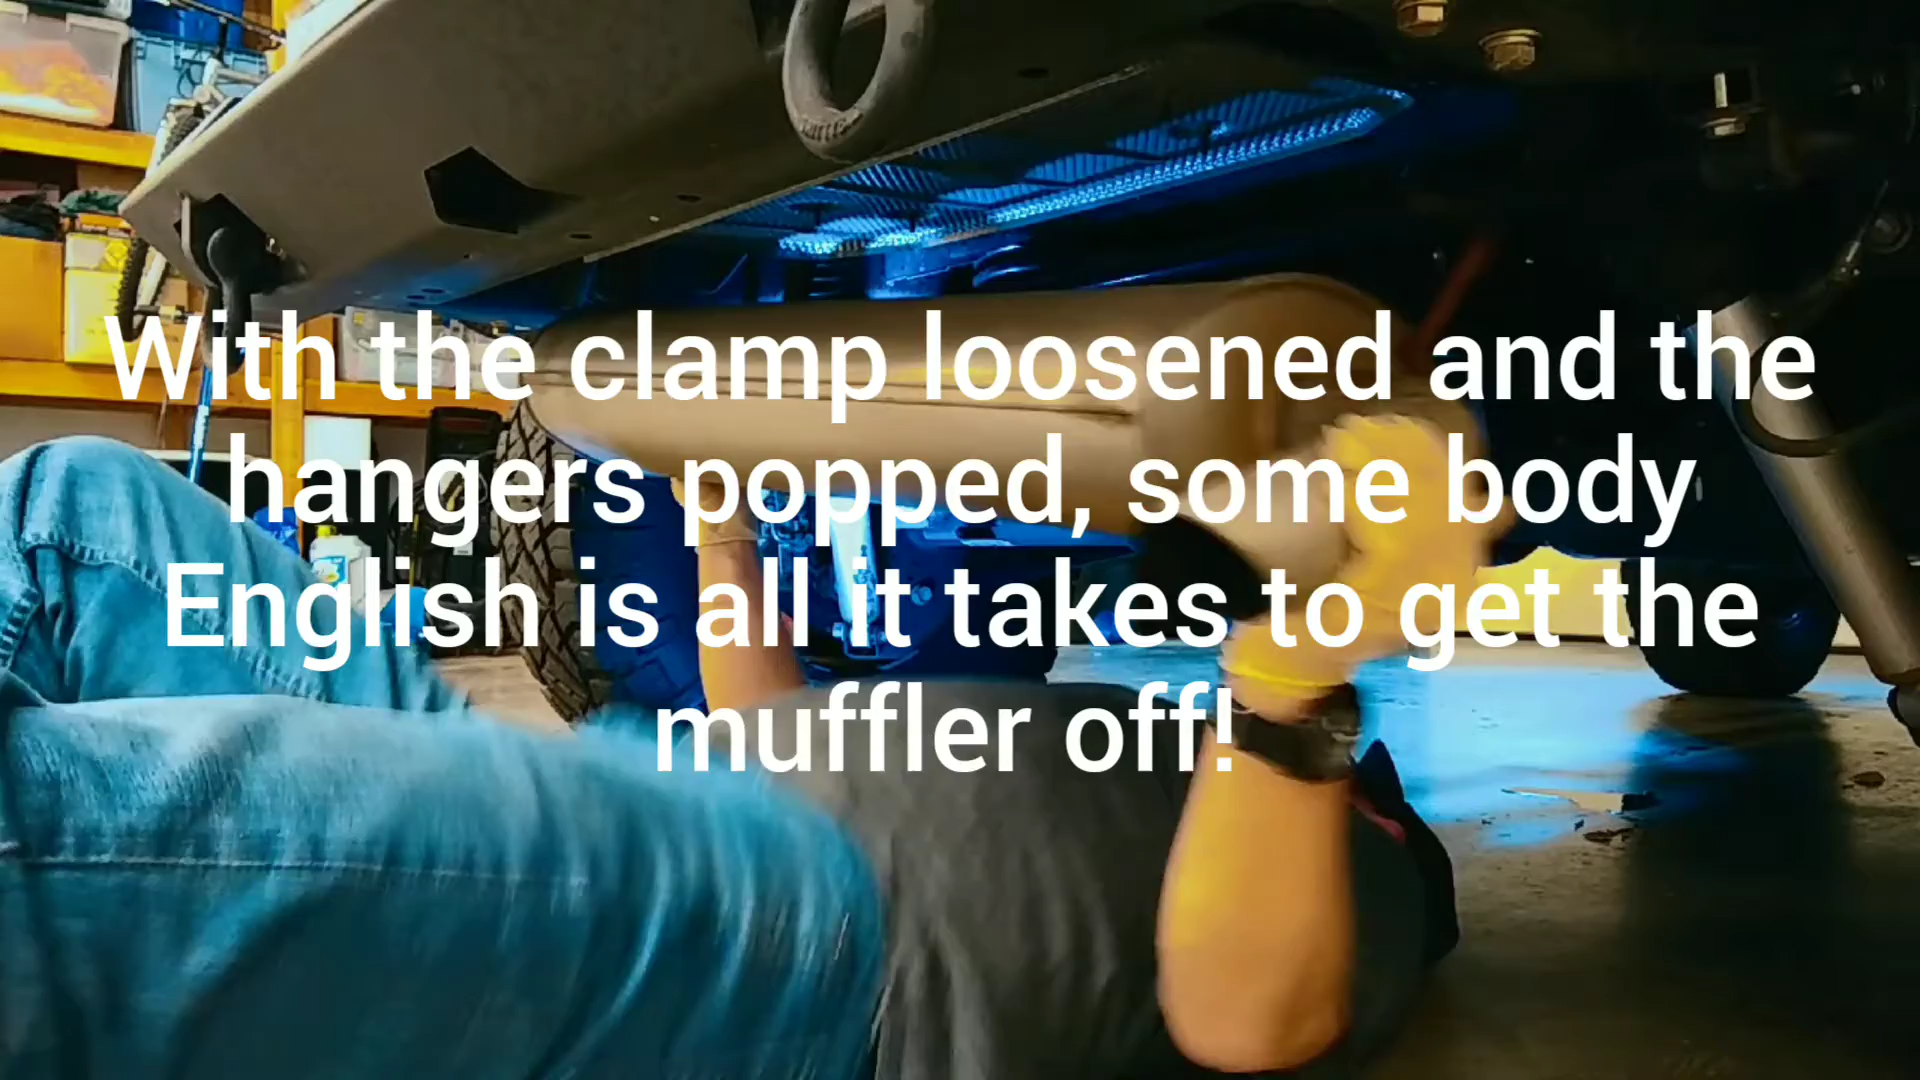 With the clamp loosened and the
hangers popped, some body
English is all it takes to get the
muffler off!